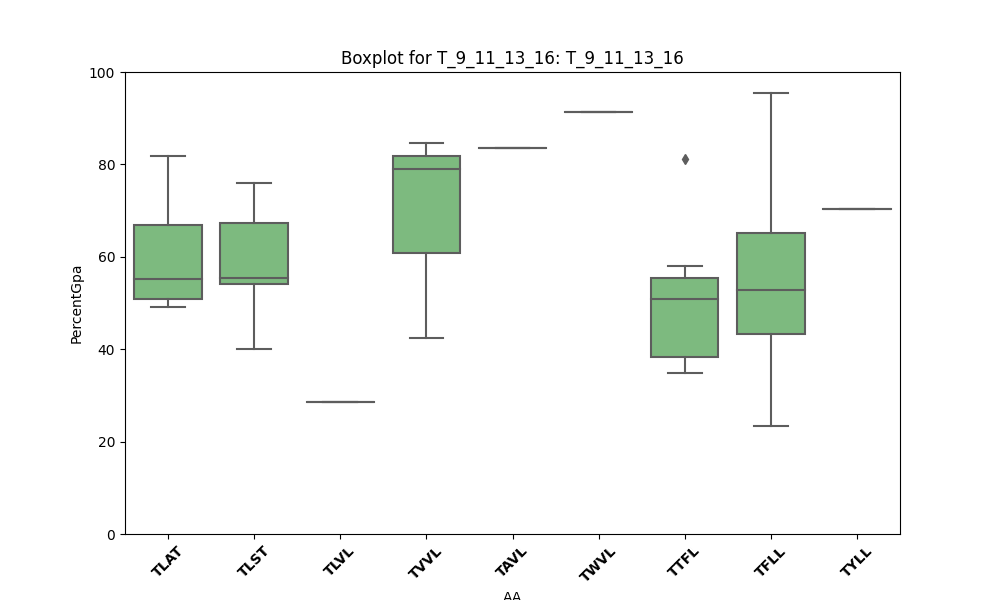 Boxplot for T_9_11_13_16: T_9_11_13_16
100
80
60
40
20
0
PercentGpa
TLAT TLST TLVL TVVL TAVL TWVL TTFL TFLL TYLL
AA